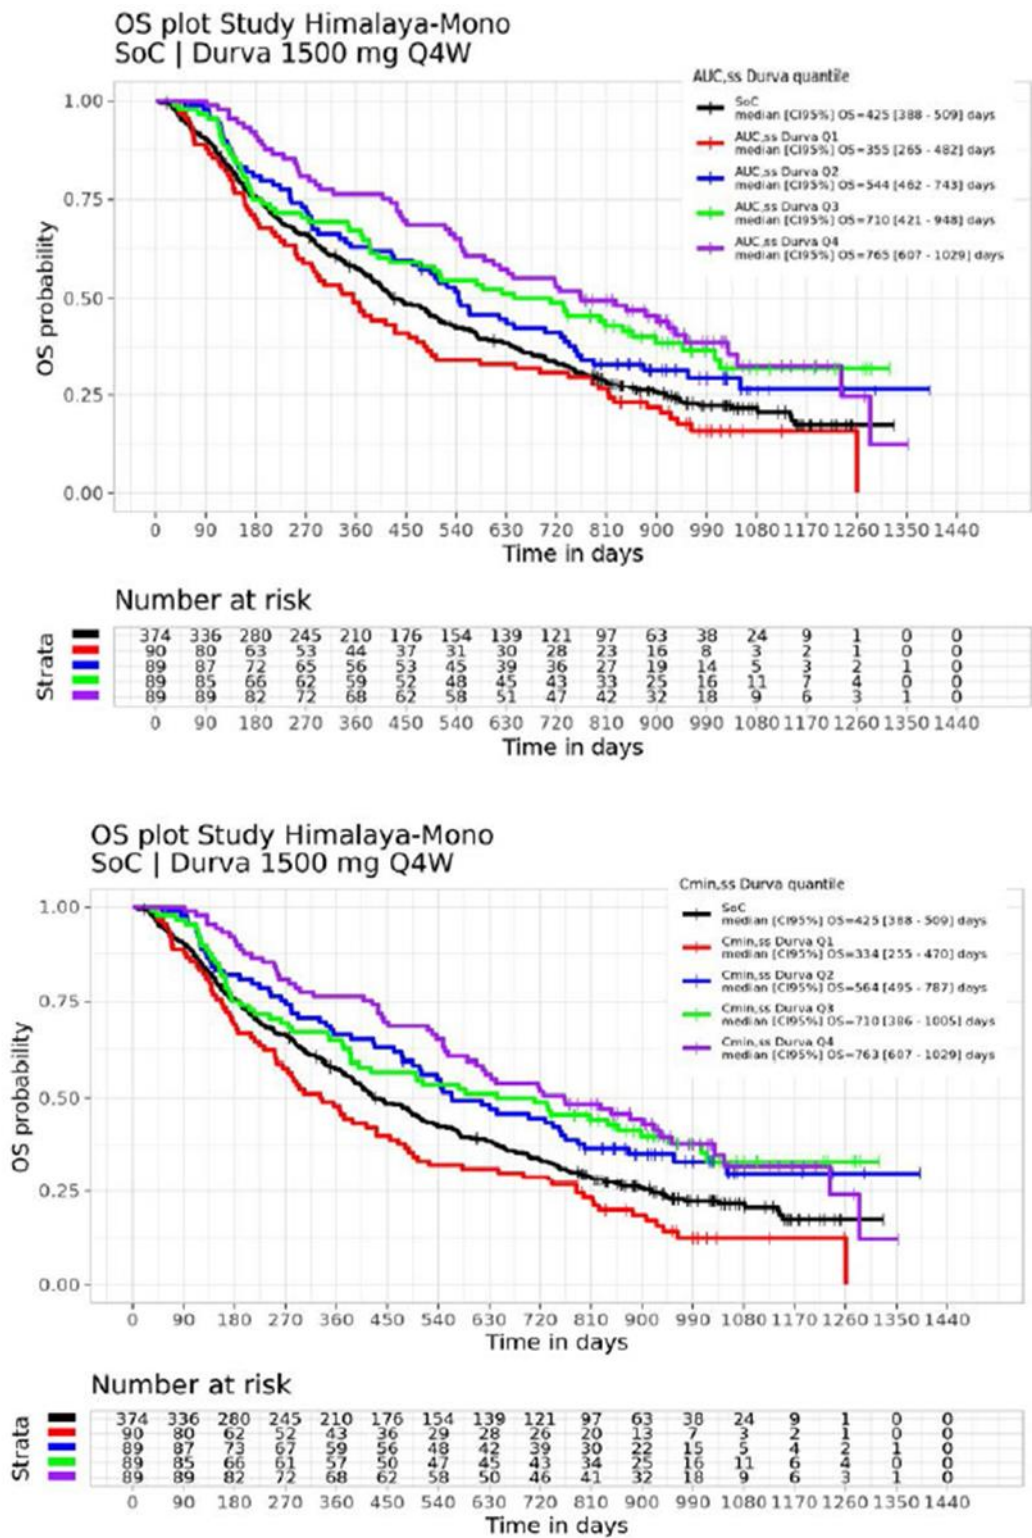 OS plot Study Himalaya-Mono
SoC | Durva 1500 mg Q4W
AUC,ss Durva quantile
SoC
median [CI95%] OS=425 [388 - 509] days
AUC,ss Durva Q1
median [CI95%] OS=355 [265 - 482] days
AUC,ss Durva Q2
median [CI95%] OS=544 [462 - 743] days
AUC,ss Durva Q3
median [CI95%] OS=710 [421 - 948] days
AUC,ss Durva Q4
median [CI95%] OS=765 [607 - 1029] days
OS probability
1.00
0.75
0.50
0.25
0.00
0 90 180 270 360 450 540 630 720 810 900 990 1080 1170 1260 1350 1440
Time in days
Number at risk
Strata
374 336 280 245 210 176 154 139 121 97 63 38 24 9 1 0 0
90 80 63 53 44 37 31 30 28 23 16 8 3 2 1 0 0
89 87 72 65 56 53 45 39 36 27 19 14 5 3 2 1 0
89 85 66 62 59 52 48 45 43 33 25 16 11 7 4 0 0
89 89 82 72 68 62 58 51 47 42 32 18 9 6 3 1 0
0 90 180 270 360 450 540 630 720 810 900 990 1080 1170 1260 1350 1440
Time in days
OS plot Study Himalaya-Mono
SoC | Durva 1500 mg Q4W
Cmin,ss Durva quantile
SoC
median [CI95%] OS=425 [388 - 509] days
Cmin,ss Durva Q1
median [CI95%] OS=334 [255 - 470] days
Cmin,ss Durva Q2
median [CI95%] OS=564 [495 - 787] days
Cmin,ss Durva Q3
median [CI95%] OS=710 [386 - 1005] days
Cmin,ss Durva Q4
median [CI95%] OS=763 [607 - 1029] days
OS probability
1.00
0.75
0.50
0.25
0.00
0 90 180 270 360 450 540 630 720 810 900 990 1080 1170 1260 1350 1440
Time in days
Number at risk
Strata
374 336 280 245 210 176 154 139 121 97 63 38 24 9 1 0 0
90 80 62 52 43 36 29 28 26 20 13 7 3 2 1 0 0
89 87 73 67 59 56 48 42 39 30 22 15 5 4 2 1 0
89 85 66 61 57 50 47 45 43 34 25 16 11 6 4 0 0
89 89 82 72 68 62 58 50 46 41 32 18 9 6 3 1 0
0 90 180 270 360 450 540 630 720 810 900 990 1080 1170 1260 1350 1440
Time in days